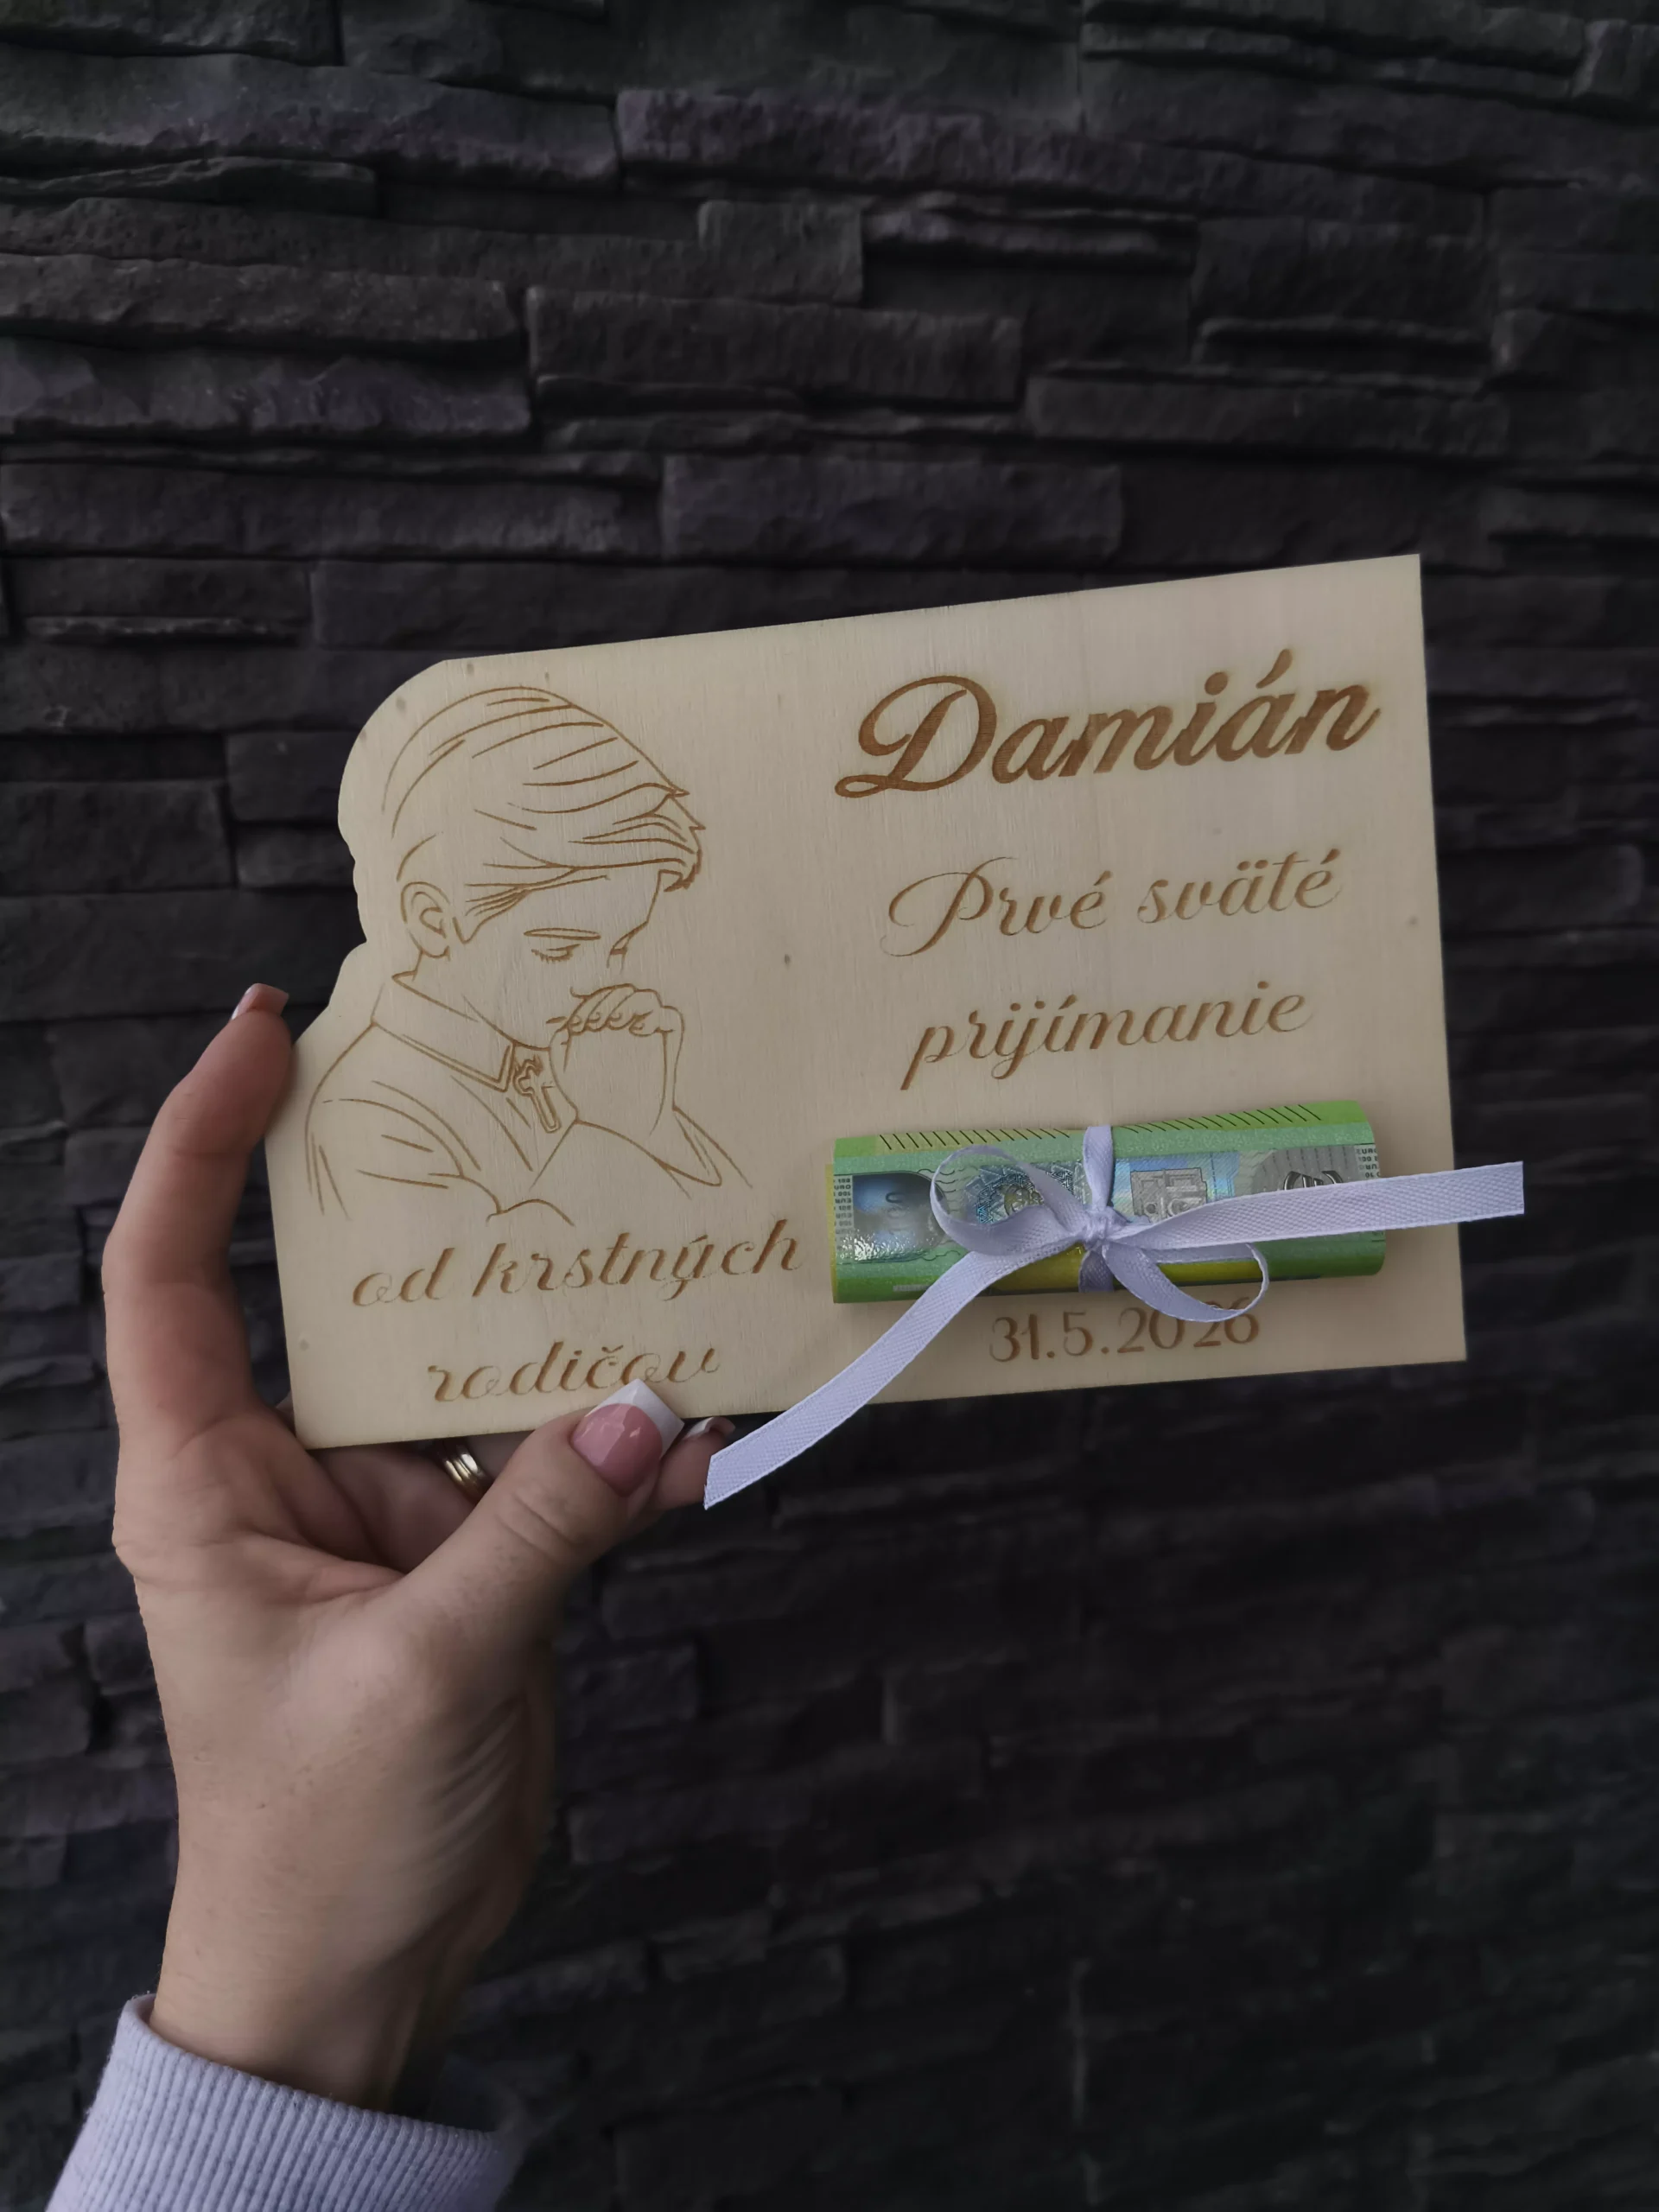 Damián
Prvé sväté
prijímanie
od krstných
rodičov
31.5.2026